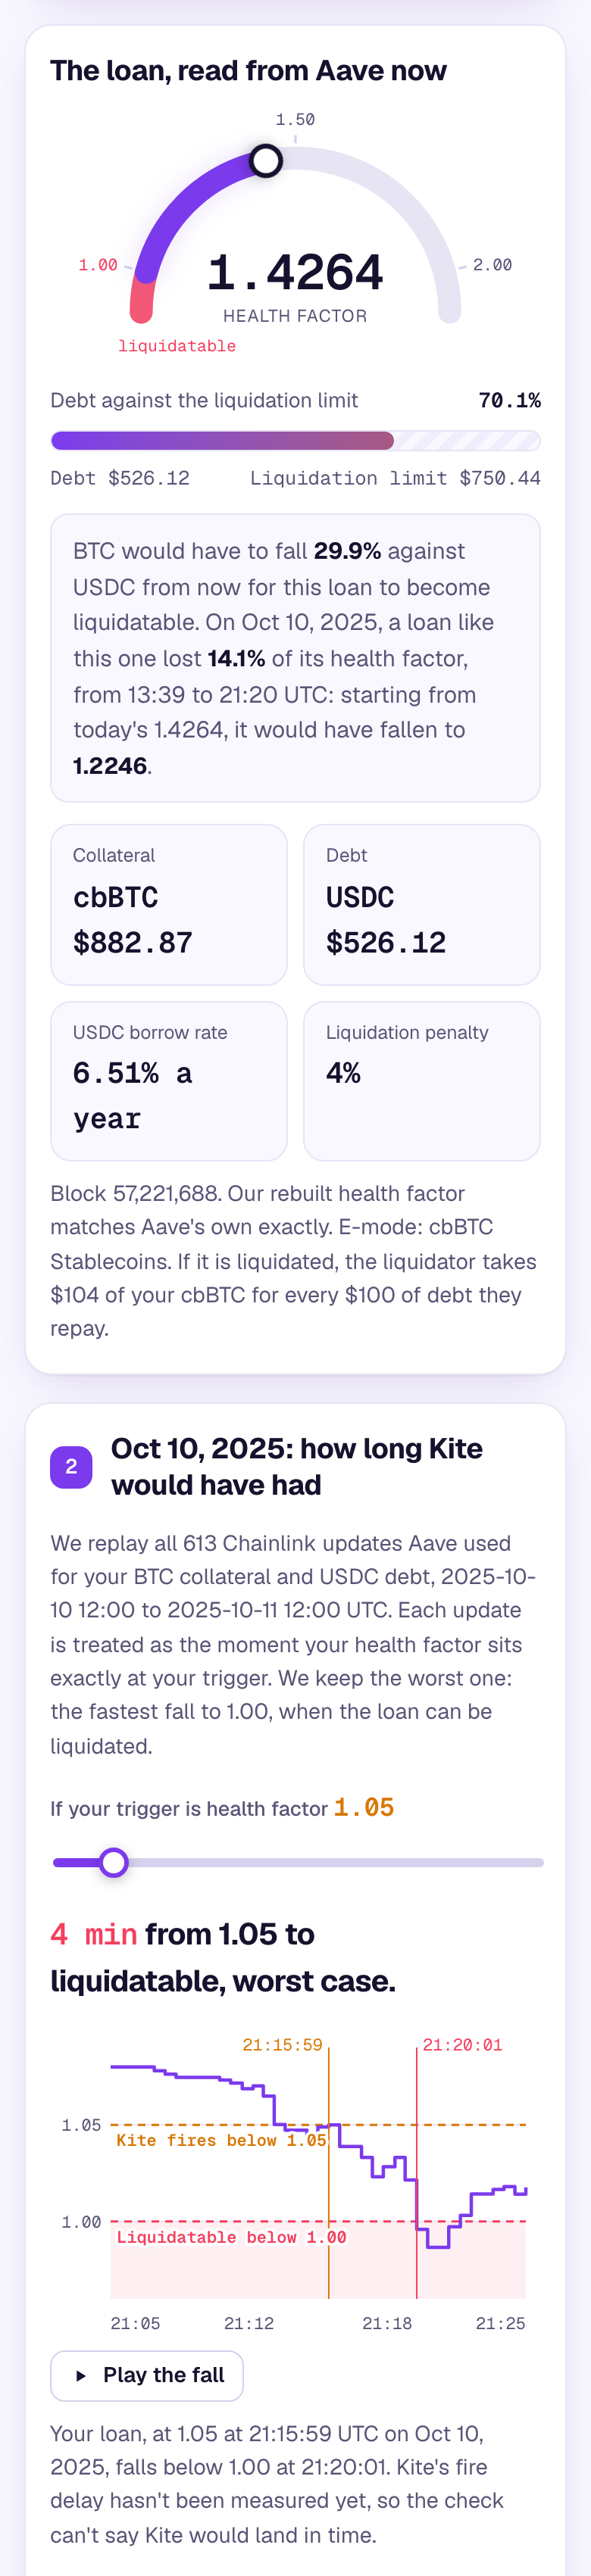 The loan, read from Aave now
1.50
1.00
2.00
1.4264
HEALTH FACTOR
liquidatable
Debt against the liquidation limit 70.1%
Debt $526.12 Liquidation limit $750.44
BTC would have to fall 29.9% against
USDC from now for this loan to become
liquidatable. On Oct 10, 2025, a loan like
this one lost 14.1% of its health factor,
from 13:39 to 21:20 UTC: starting from
today's 1.4264, it would have fallen to
1.2246.
Collateral
cbBTC
$882.87
Debt
USDC
$526.12
USDC borrow rate
6.51% a
year
Liquidation penalty
4%
Block 57,221,688. Our rebuilt health factor
matches Aave's own exactly. E-mode: cbBTC
Stablecoins. If it is liquidated, the liquidator takes
$104 of your cbBTC for every $100 of debt they
repay.
2
Oct 10, 2025: how long Kite
would have had
We replay all 613 Chainlink updates Aave used
for your BTC collateral and USDC debt, 2025-10-
10 12:00 to 2025-10-11 12:00 UTC. Each update
is treated as the moment your health factor sits
exactly at your trigger. We keep the worst one:
the fastest fall to 1.00, when the loan can be
liquidated.
If your trigger is health factor 1.05
4 min from 1.05 to
liquidatable, worst case.
21:15:59 21:20:01
1.05
Kite fires below 1.05
1.00
Liquidatable below 1.00
21:05 21:12 21:18 21:25
Play the fall
Your loan, at 1.05 at 21:15:59 UTC on Oct 10,
2025, falls below 1.00 at 21:20:01. Kite's fire
delay hasn't been measured yet, so the check
can't say Kite would land in time.